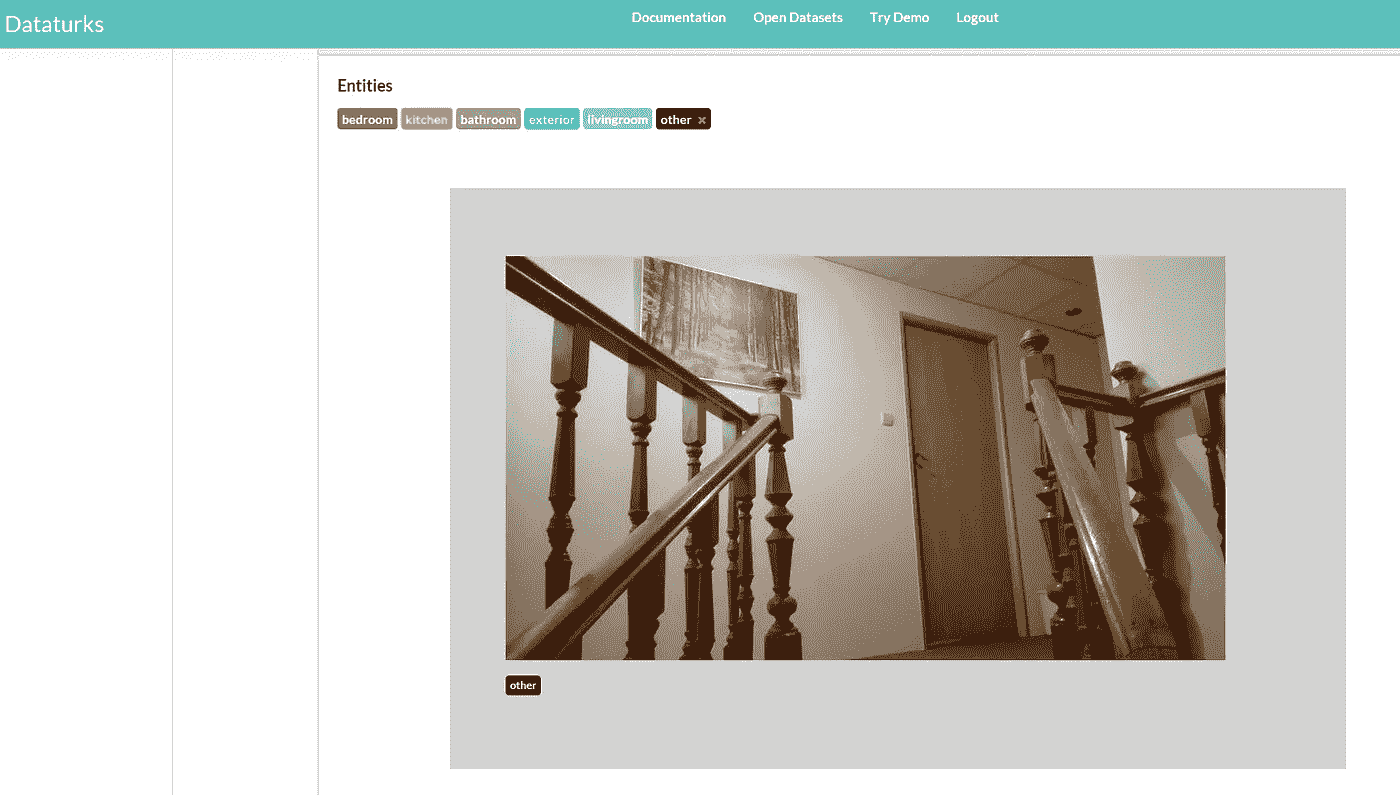 Dataturks Documentation Open Datasets Try Demo Logout
Entities
bedroom kitchen bathroom exterior livingroom other ×
other